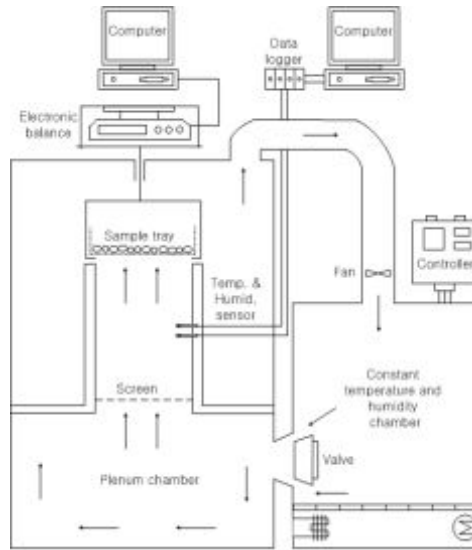 Computer
Data
logger
Computer
Electronic
balance
Sample tray
Temp. &
Humid.
sensor
Fan
Controller
Screen
Constant
temperature and
humidity
chamber
Valve
Plenum chamber
M